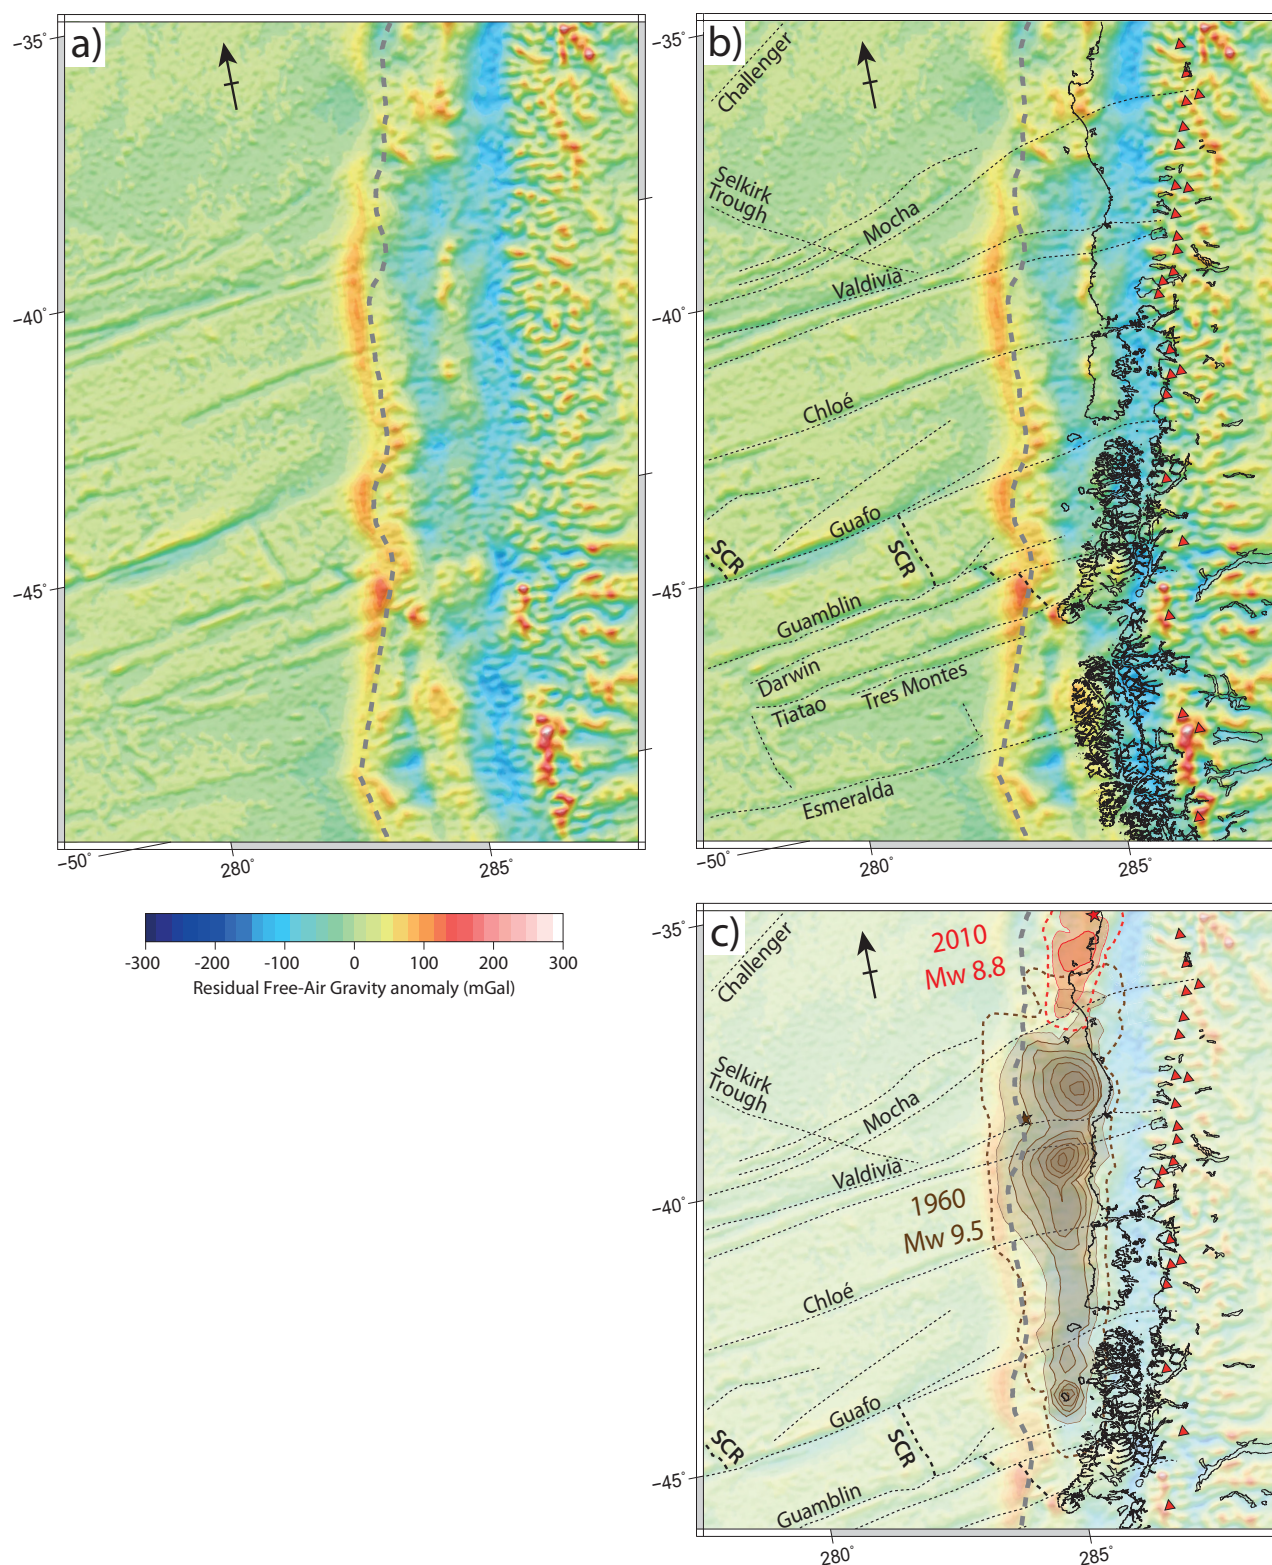 a)
-35°
-40°
-45°
-50°
280°
285°
b)
-35°
-40°
-45°
-50°
280°
285°
Challenger
Selkirk
Trough
Mocha
Valdivia
Chloé
Guafo
SCR
SCR
Guamblin
Darwin
Tiatao
Tres Montes
Esmeralda
-300 -200 -100 0 100 200 300
Residual Free-Air Gravity anomaly (mGal)
c)
-35°
-40°
-45°
280°
285°
Challenger
2010
Mw 8.8
Selkirk
Trough
Mocha
Valdivia
1960
Mw 9.5
Chloé
Guafo
SCR
SCR
Guamblin